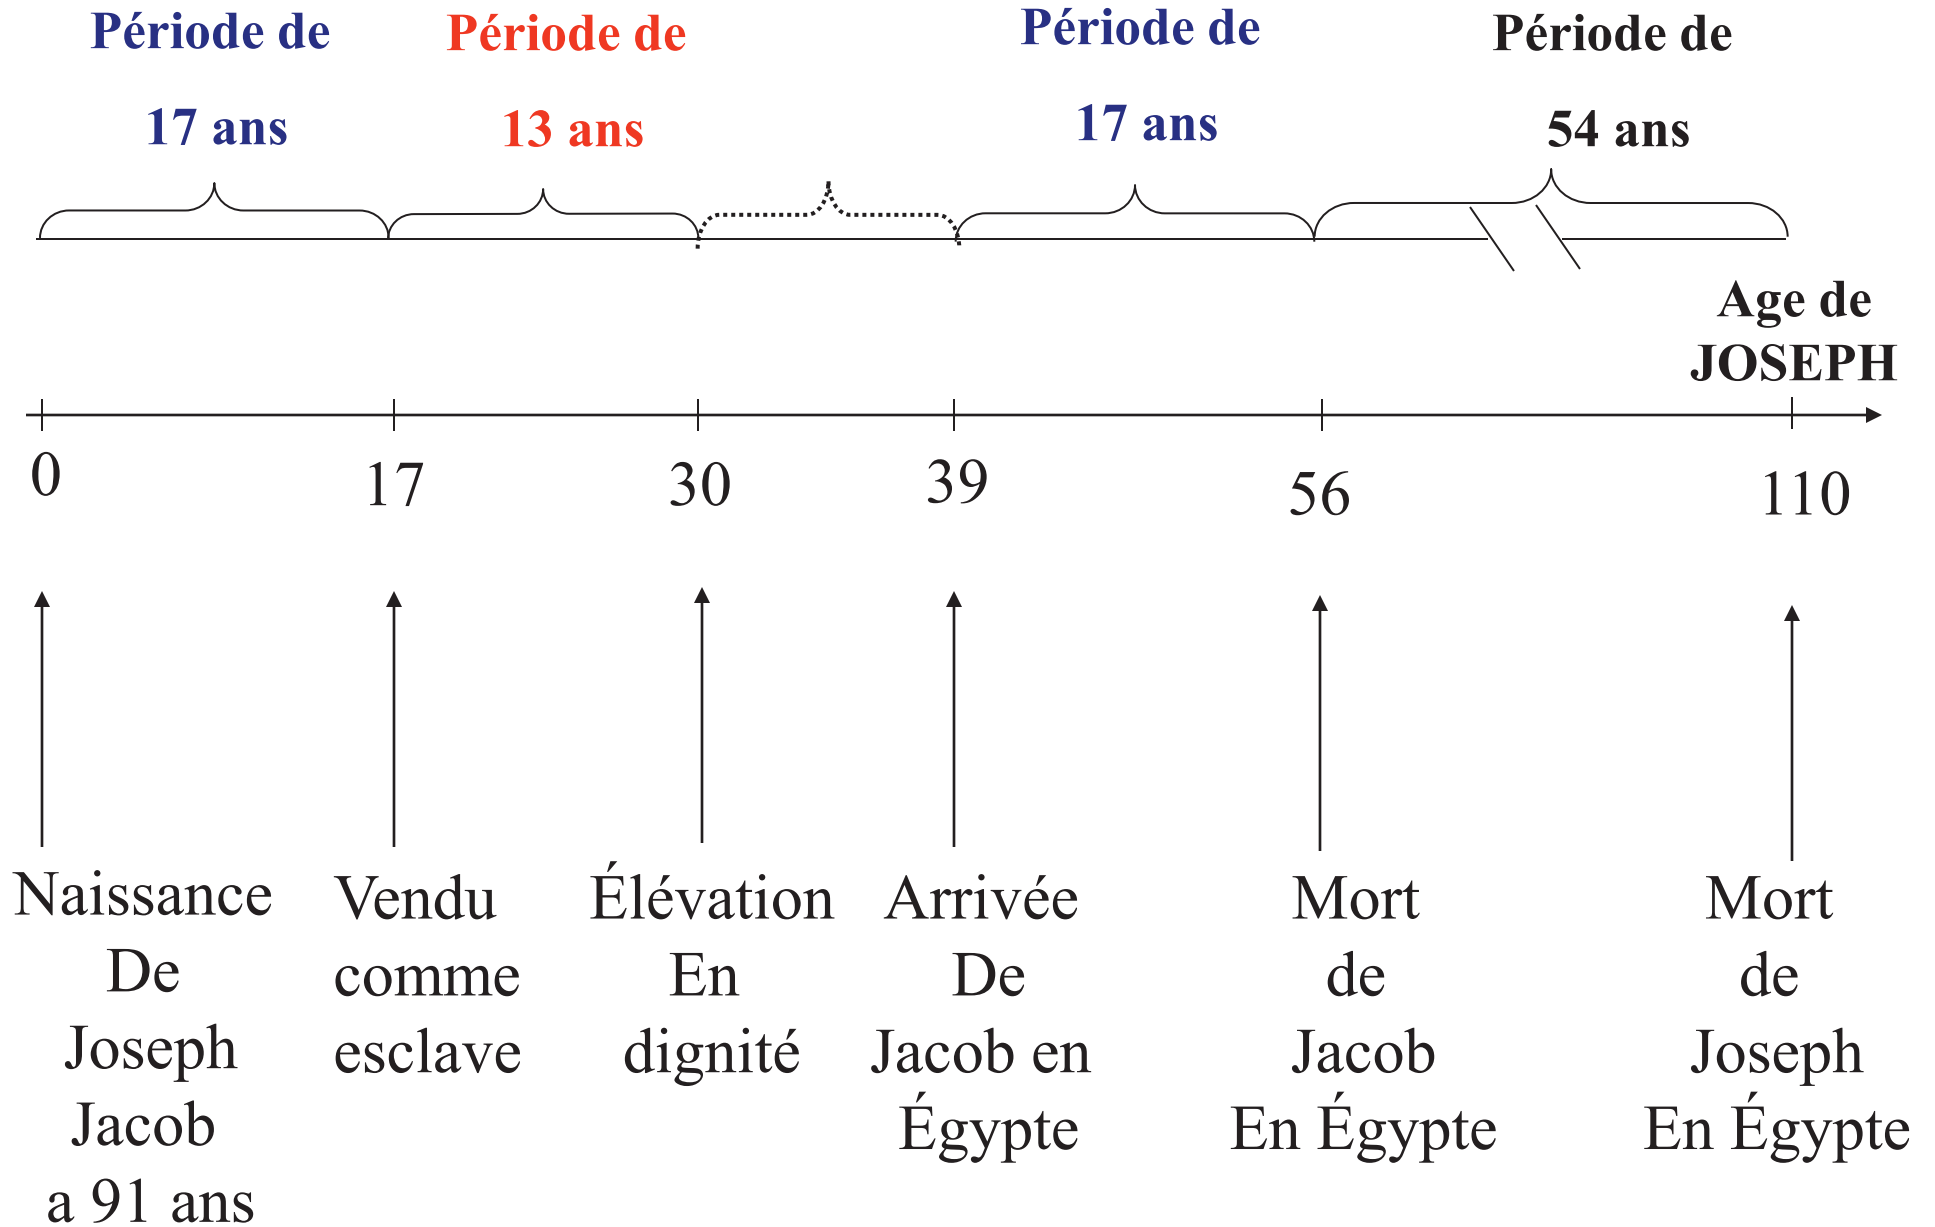 Période de
17 ans
Période de
13 ans
Période de
17 ans
Période de
54 ans
Age de
JOSEPH
0
17
30
39
56
110
Naissance
De
Joseph
Jacob
a 91 ans
Vendu
comme
esclave
Élévation
En
dignité
Arrivée
De
Jacob en
Égypte
Mort
de
Jacob
En Égypte
Mort
de
Joseph
En Égypte